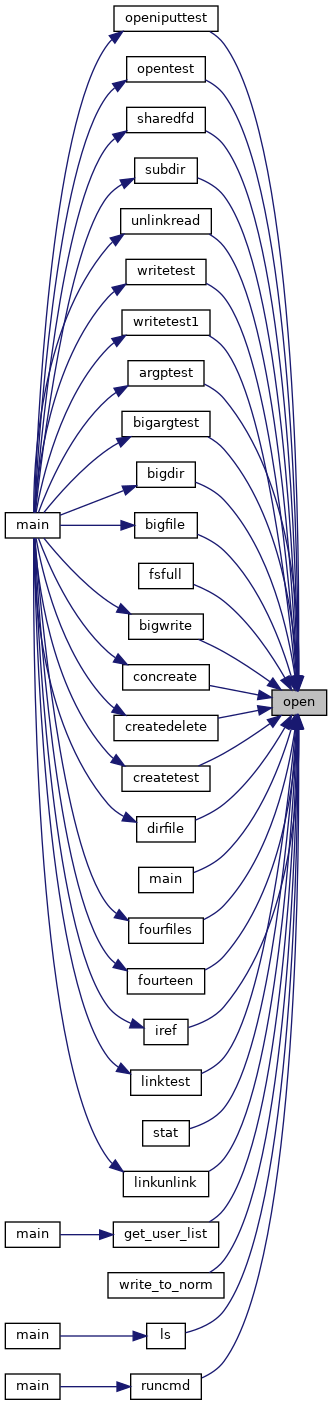 openiputtest
opentest
sharedfd
subdir
unlinkread
writetest
writetest1
argptest
bigargtest
bigdir
main
bigfile
fsfull
bigwrite
concreate
open
createdelete
createtest
dirfile
main
fourfiles
fourteen
iref
linktest
stat
linkunlink
main
get_user_list
write_to_norm
main
ls
main
runcmd